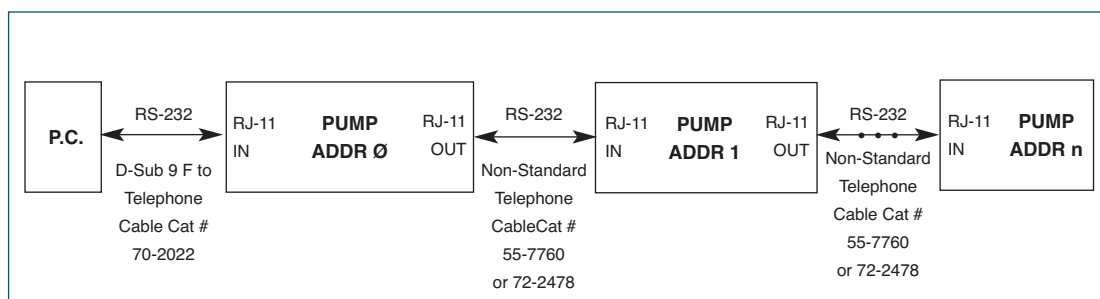 P.C.
RS-232
D-Sub 9 F to
Telephone
Cable Cat #
70-2022
RJ-11
IN
PUMP
ADDR Ø
RJ-11
OUT
RS-232
Non-Standard
Telephone
CableCat #
55-7760
or 72-2478
RJ-11
IN
PUMP
ADDR 1
RJ-11
OUT
RS-232
Non-Standard
Telephone
Cable Cat #
55-7760
or 72-2478
RJ-11
IN
PUMP
ADDR n